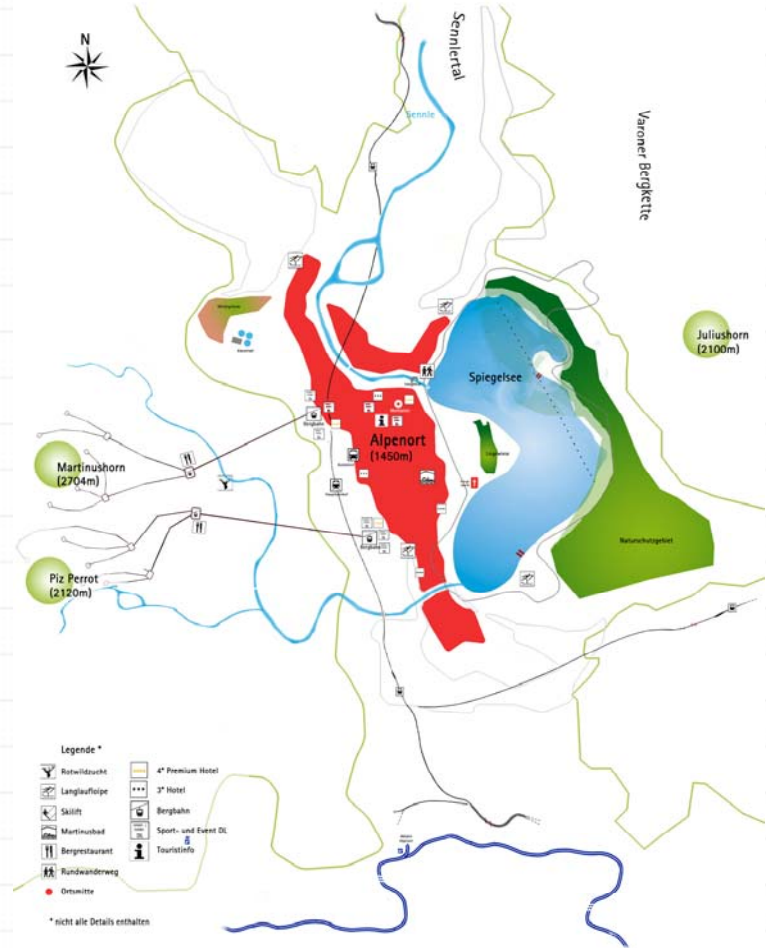 N
Sennlertal
Sennle
Varoner Bergkette
Juliushorn
(2100m)
Spiegelsee
Bergbahn
Alpenort
(1450m)
Martinushorn
(2704m)
Bergbahn
Naturschutzgebiet
Piz Perrot
(2120m)
Legende *
Rotwildzucht
Langlaufloipe
Skilift
Martinusbad
Bergrestaurant
Rundwanderweg
Ortsmitte
4* Premium Hotel
3* Hotel
Bergbahn
Sport- und Event DL
Touristinfo
* nicht alle Details enthalten